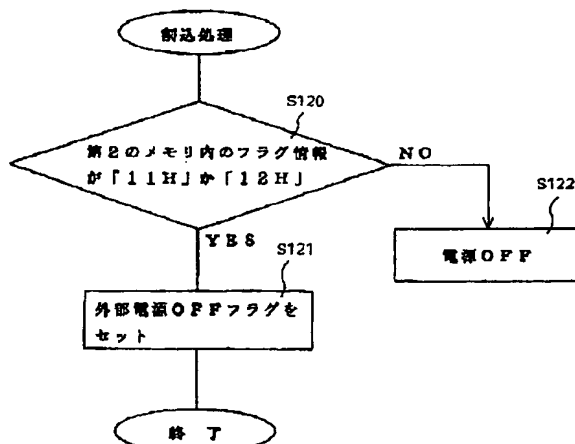 割込処理
S120
第2のメモリ内のフラグ情報
が「11H」か「12H」
NO
YES
S122
電源OFF
S121
外部電源OFFフラグを
セット
終了